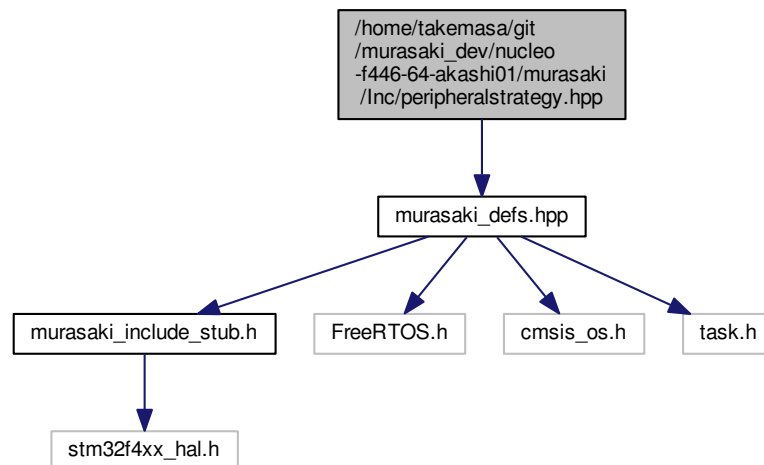 /home/takemasa/git
/murasaki_dev/nucleo
-f446-64-akashi01/murasaki
/Inc/peripheralstrategy.hpp
murasaki_defs.hpp
murasaki_include_stub.h
FreeRTOS.h
cmsis_os.h
task.h
stm32f4xx_hal.h